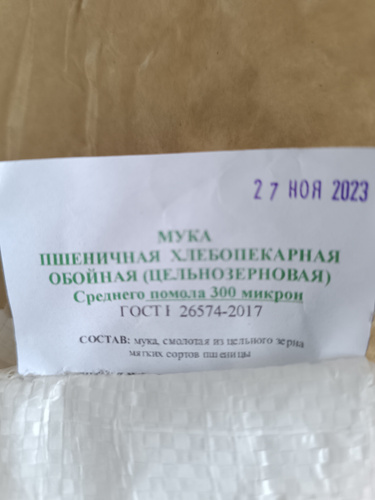 27 НОЯ 2023
МУКА
ПШЕНИЧНАЯ ХЛЕБОПЕКАРНАЯ
ОБОЙНАЯ (ЦЕЛЬНОЗЕРНОВАЯ)
Среднего помола 300 микрон
ГОСТ 26574-2017
СОСТАВ: мука, смолотая из цельного зерна
мягких сортов пшеницы